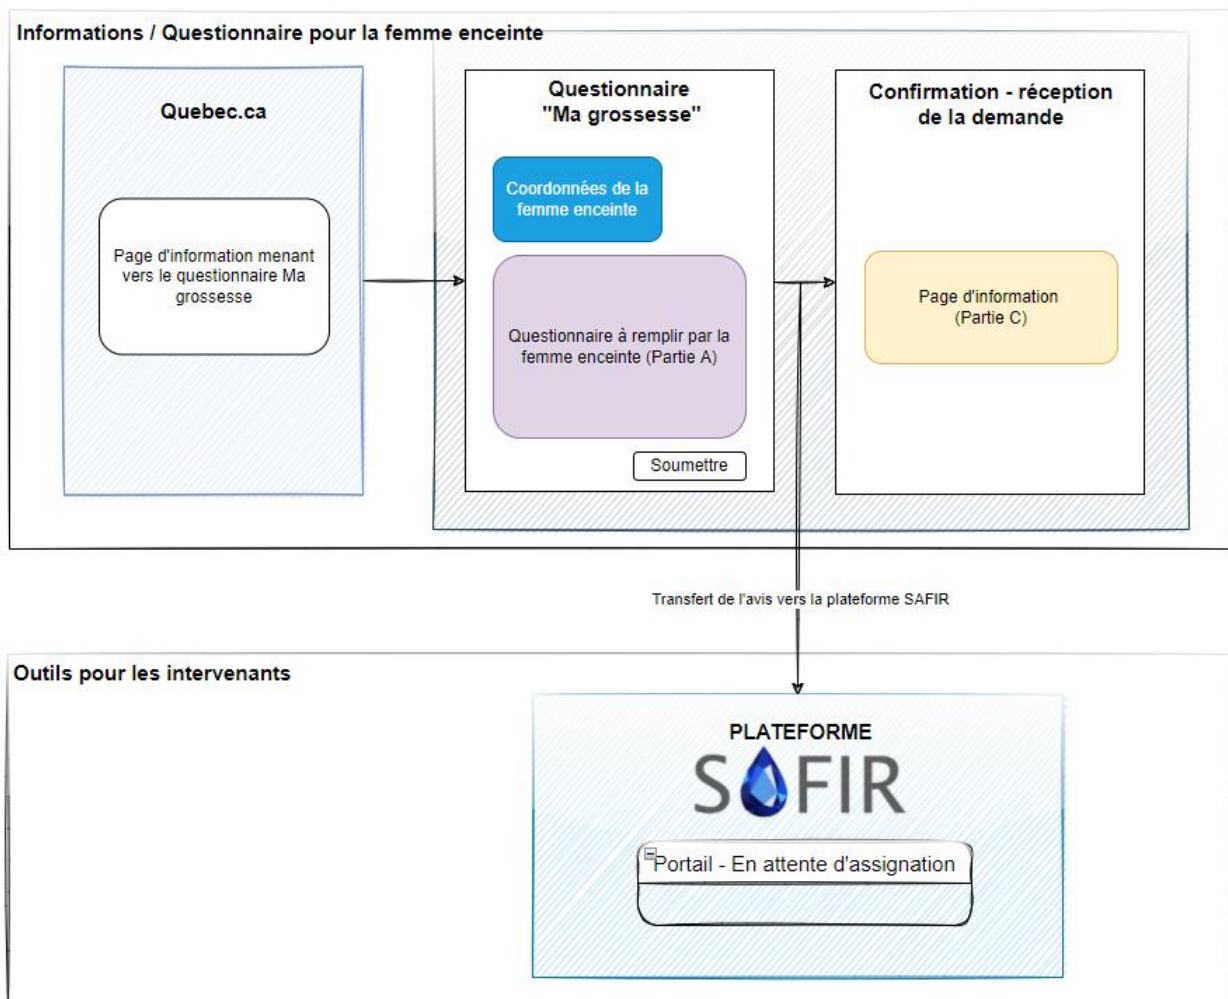 Informations / Questionnaire pour la femme enceinte
Quebec.ca
Page d'information menant
vers le questionnaire Ma
grossesse
Questionnaire
"Ma grossesse"
Coordonnées de la
femme enceinte
Questionnaire à remplir par la
femme enceinte (Partie A)
Soumettre
Confirmation - réception
de la demande
Page d'information
(Partie C)
Transfert de l'avis vers la plateforme SAFIR
Outils pour les intervenants
PLATEFORME
SAFIR
Portail - En attente d'assignation